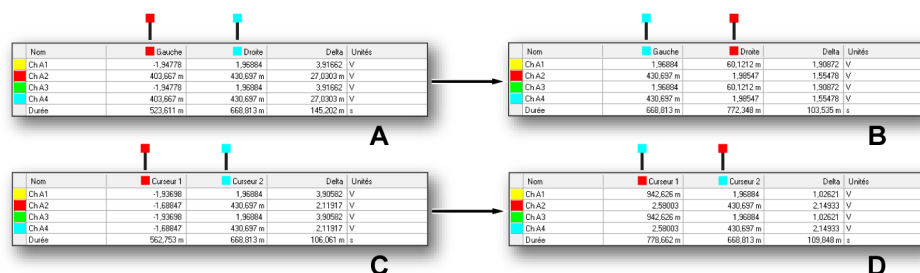 Nom Gauche Droite Delta Unités
Ch A1 -1,94778 1,96884 3,91662 V
Ch A2 403,667 m 430,697 m 27,0303 m V
Ch A3 -1,94778 1,96884 3,91662 V
Ch A4 403,667 m 430,697 m 27,0303 m V
Durée 523,611 m 668,813 m 145,202 m s
A
Nom Gauche Droite Delta Unités
Ch A1 1,96884 60,1212 m 1,90872 V
Ch A2 430,697 m 1,98547 1,55478 V
Ch A3 1,96884 60,1212 m 1,90872 V
Ch A4 430,697 m 1,98547 1,55478 V
Durée 668,813 m 772,348 m 103,535 m s
B
Nom Curseur 1 Curseur 2 Delta Unités
Ch A1 -1,93698 1,96884 3,90582 V
Ch A2 -1,68847 430,697 m 2,11917 V
Ch A3 -1,93698 1,96884 3,90582 V
Ch A4 -1,68847 430,697 m 2,11917 V
Durée 562,753 m 668,813 m 106,061 m s
C
Nom Curseur 1 Curseur 2 Delta Unités
Ch A1 942,626 m 1,96884 1,02621 V
Ch A2 2,58003 430,697 m 2,14933 V
Ch A3 942,626 m 1,96884 1,02621 V
Ch A4 2,58003 430,697 m 2,14933 V
Durée 778,662 m 668,813 m 109,848 m s
D